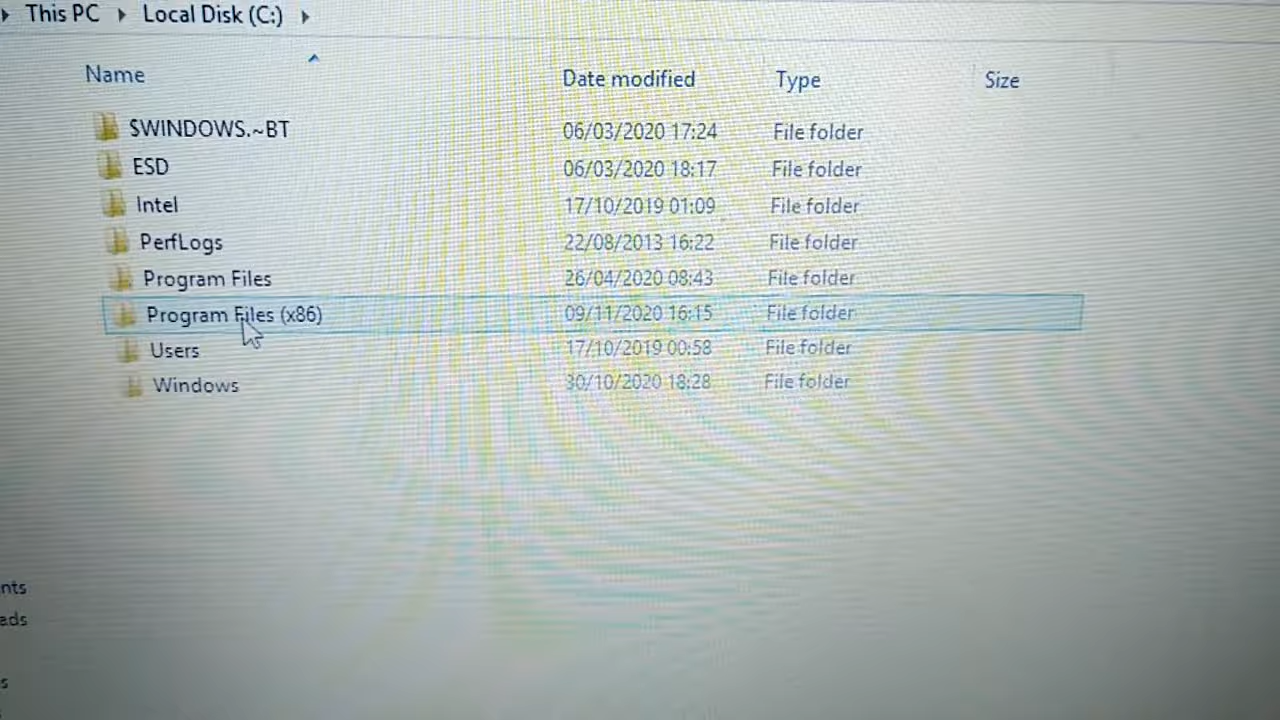 This PC Local Disk (C:)
Name Date modified Type Size
$WINDOWS.~BT 06/03/2020 17:24 File folder
ESD 06/03/2020 18:17 File folder
Intel 17/10/2019 01:09 File folder
PerfLogs 22/08/2013 16:22 File folder
Program Files 26/04/2020 08:43 File folder
Program Files (x86) 09/11/2020 16:15 File folder
Users 17/10/2019 00:58 File folder
Windows 30/10/2020 18:28 File folder
nts
ads
s